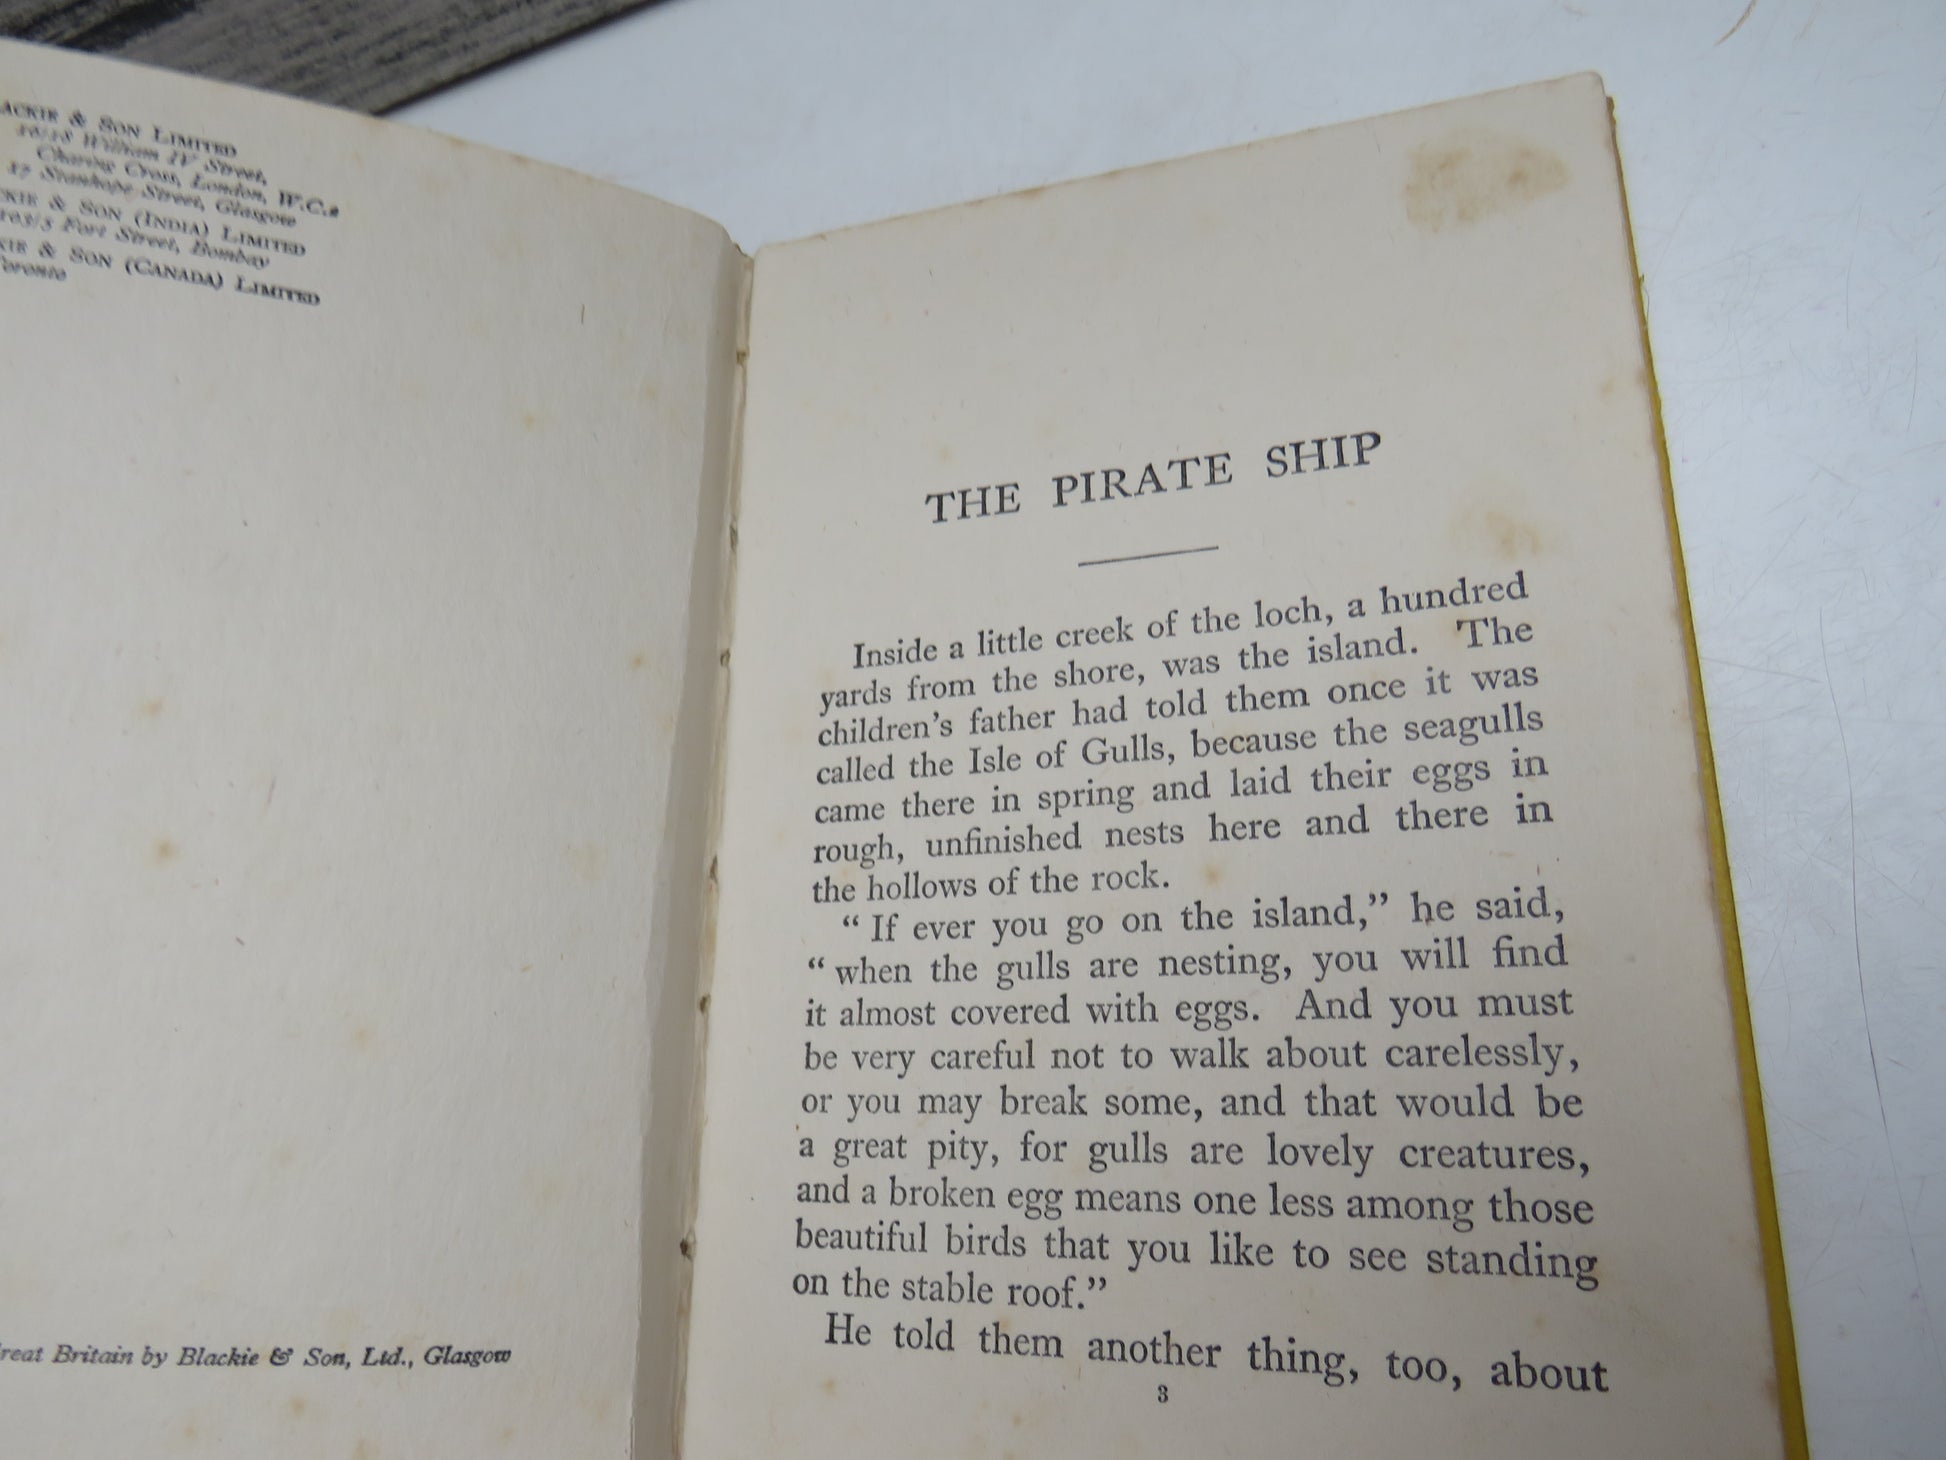 & SON LIMITED
16/18 William IV Street,
Charing Cross, London, W.C.2
17 Stanhope Street, Glasgow
& SON (INDIA) LIMITED
103/5 Fort Street, Bombay
& SON (CANADA) LIMITED
Toronto
Great Britain by Blackie & Son, Ltd., Glasgow
THE PIRATE SHIP
Inside a little creek of the loch, a hundred
yards from the shore, was the island. The
children's father had told them once it was
called the Isle of Gulls, because the seagulls
came there in spring and laid their eggs in
rough, unfinished nests here and there in
the hollows of the rock.
“ If ever you go on the island,” he said,
“ when the gulls are nesting, you will find
it almost covered with eggs. And you must
be very careful not to walk about carelessly,
or you may break some, and that would be
a great pity, for gulls are lovely creatures,
and a broken egg means one less among those
beautiful birds that you like to see standing
on the stable roof.”
He told them another thing, too, about
3